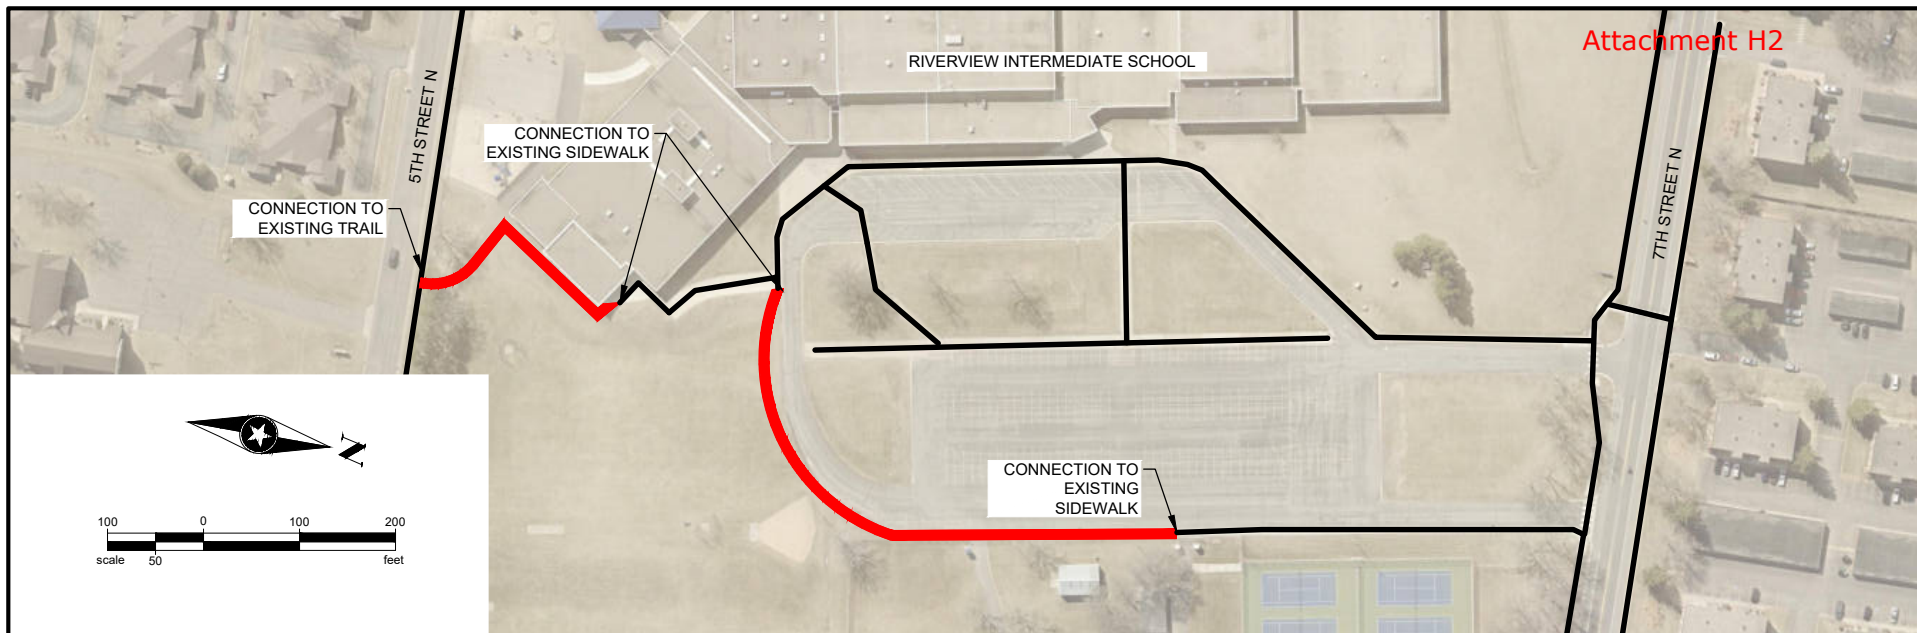 Attachment H2
RIVERVIEW INTERMEDIATE SCHOOL
5TH STREET N
CONNECTION TO
EXISTING SIDEWALK
7TH STREET N
CONNECTION TO
EXISTING TRAIL
N
CONNECTION TO
EXISTING
SIDEWALK
100 0 100 200
scale 50 feet